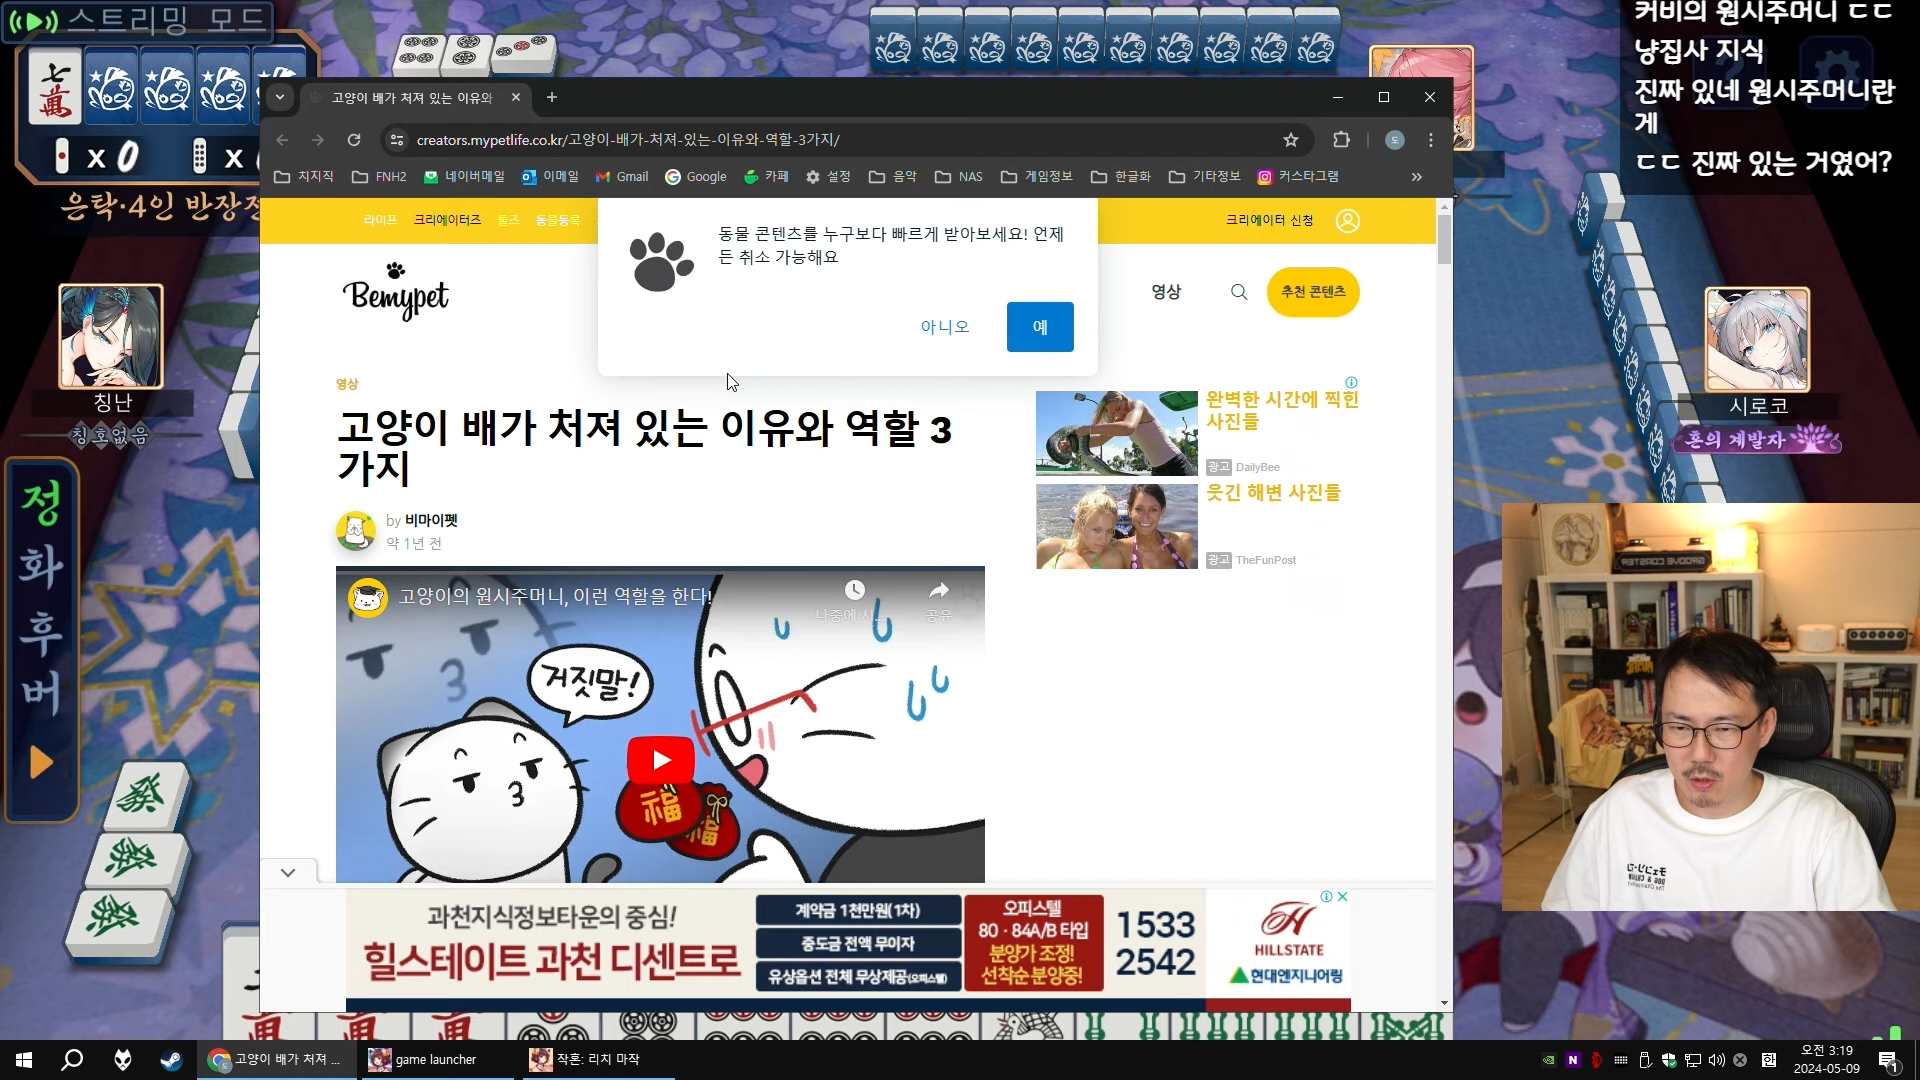 스트리밍 모드
七萬
x 0
x
은탁·4인 반장전
칭난
칭호없음
정
화
후
버
시로코
혼의 계발자
커비의 원시주머니 ㄷㄷ
냥집사 지식
진짜 있네 원시주머니란
게
ㄷㄷ 진짜 있는 거였어?
고양이 배가 처져 있는 이유와
creators.mypetlife.co.kr/고양이-배가-처져-있는-이유와-역할-3가지/
도
치지직
FNH2
네이버메일
이메일
Gmail
Google
카페
설정
음악
NAS
게임정보
한글화
기타정보
커스타그램
라이프
크리에이터즈
툴즈
동물등록
크리에이터 신청
동물 콘텐츠를 누구보다 빠르게 받아보세요! 언제
든 취소 가능해요
아니오
예
Bemypet
영상
추천 콘텐츠
영상
고양이 배가 처져 있는 이유와 역할 3
가지
by 비마이펫
약 1년 전
고양이의 원시주머니, 이런 역할을 한다!
나중에 시...
공유
거짓말!
福
福
완벽한 시간에 찍힌
사진들
광고 DailyBee
웃긴 해변 사진들
광고 TheFunPost
과천지식정보타운의 중심!
힐스테이트 과천 디센트로
계약금 1천만원(1차)
중도금 전액 무이자
유상옵션 전체 무상제공(오피스텔)
오피스텔
80·84A/B 타입
분양가 조정!
선착순 분양중!
1533
2542
HILLSTATE
현대엔지니어링
고양이 배가 처져 ...
game launcher
작혼: 리치 마작
한
오전 3:19
2024-05-09
1